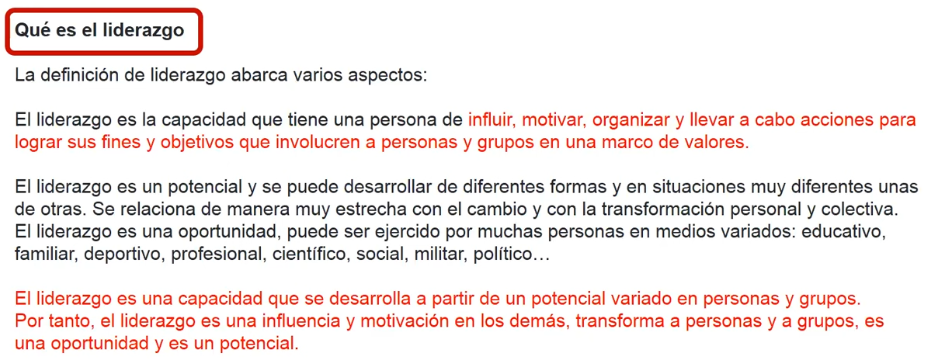 Qué es el liderazgo
La definición de liderazgo abarca varios aspectos:
El liderazgo es la capacidad que tiene una persona de influir, motivar, organizar y llevar a cabo acciones para
lograr sus fines y objetivos que involucren a personas y grupos en una marco de valores.
El liderazgo es un potencial y se puede desarrollar de diferentes formas y en situaciones muy diferentes unas
de otras. Se relaciona de manera muy estrecha con el cambio y con la transformación personal y colectiva.
El liderazgo es una oportunidad, puede ser ejercido por muchas personas en medios variados: educativo,
familiar, deportivo, profesional, científico, social, militar, político…
El liderazgo es una capacidad que se desarrolla a partir de un potencial variado en personas y grupos.
Por tanto, el liderazgo es una influencia y motivación en los demás, transforma a personas y a grupos, es
una oportunidad y es un potencial.